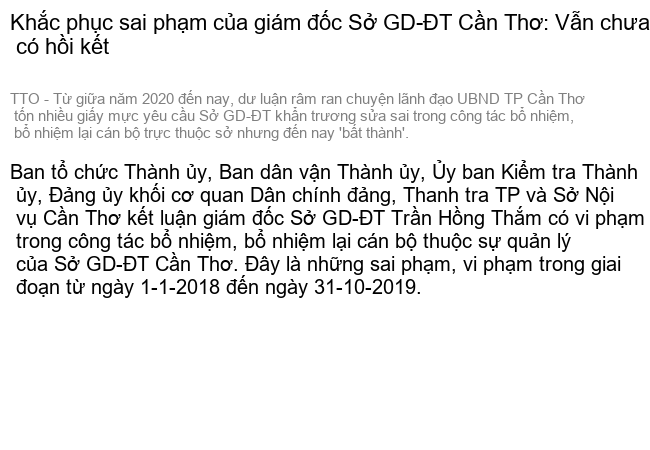 Khắc phục sai phạm của giám đốc Sở GD-ĐT Cần Thơ: Vẫn chưa
có hồi kết
TTO - Từ giữa năm 2020 đến nay, dư luận râm ran chuyện lãnh đạo UBND TP Cần Thơ
tốn nhiều giấy mực yêu cầu Sở GD-ĐT khẩn trương sửa sai trong công tác bổ nhiệm,
bổ nhiệm lại cán bộ trực thuộc sở nhưng đến nay 'bất thành'.
Ban tổ chức Thành ủy, Ban dân vận Thành ủy, Ủy ban Kiểm tra Thành
ủy, Đảng ủy khối cơ quan Dân chính đảng, Thanh tra TP và Sở Nội
vụ Cần Thơ kết luận giám đốc Sở GD-ĐT Trần Hồng Thắm có vi phạm
trong công tác bổ nhiệm, bổ nhiệm lại cán bộ thuộc sự quản lý
của Sở GD-ĐT Cần Thơ. Đây là những sai phạm, vi phạm trong giai
đoạn từ ngày 1-1-2018 đến ngày 31-10-2019.